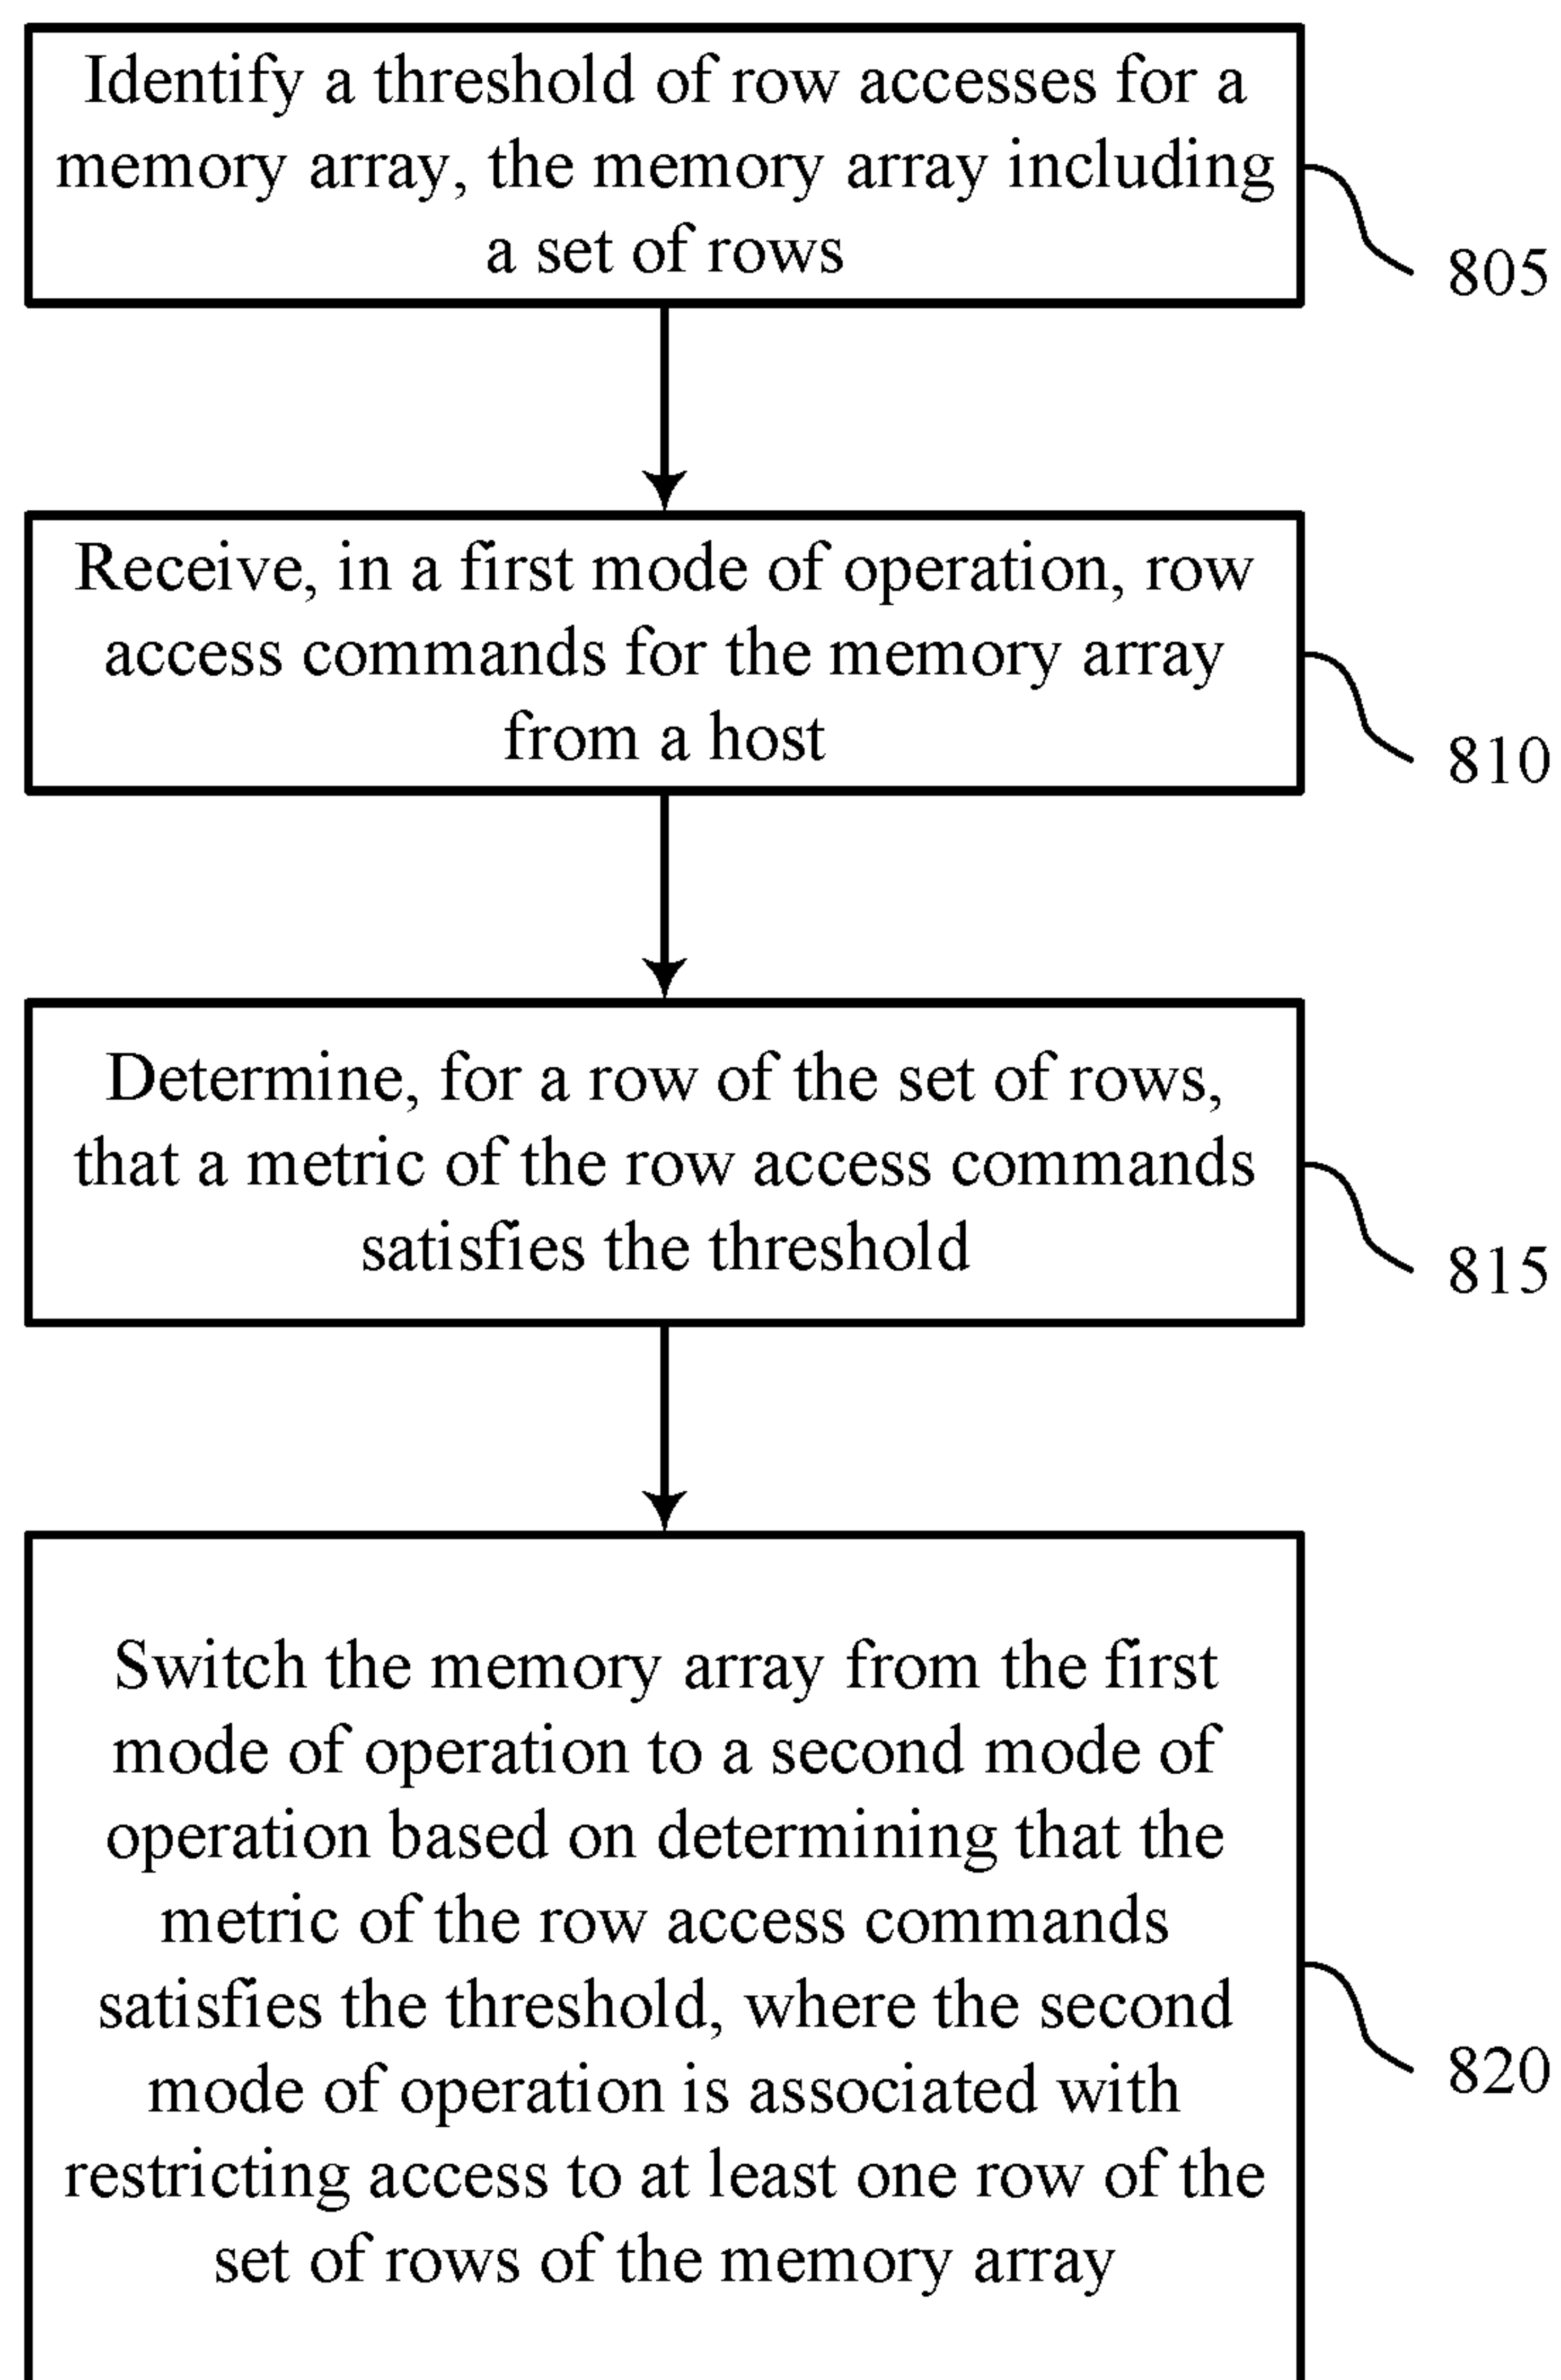 Identify a threshold of row accesses for a
memory array, the memory array including
a set of rows
805
Receive, in a first mode of operation, row
access commands for the memory array
from a host
810
Determine, for a row of the set of rows,
that a metric of the row access commands
satisfies the threshold
815
Switch the memory array from the first
mode of operation to a second mode of
operation based on determining that the
metric of the row access commands
satisfies the threshold, where the second
mode of operation is associated with
restricting access to at least one row of the
set of rows of the memory array
820